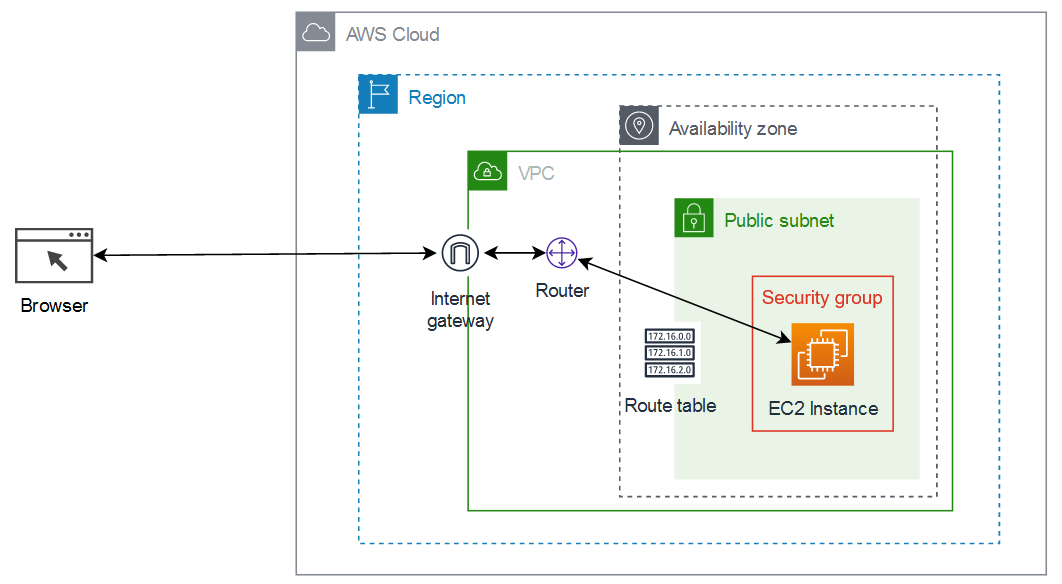 AWS Cloud
Region
Availability zone
VPC
Public subnet
Browser
Internet
gateway
Router
Security group
172.16.0.0
172.16.1.0
172.16.2.0
Route table
EC2 Instance